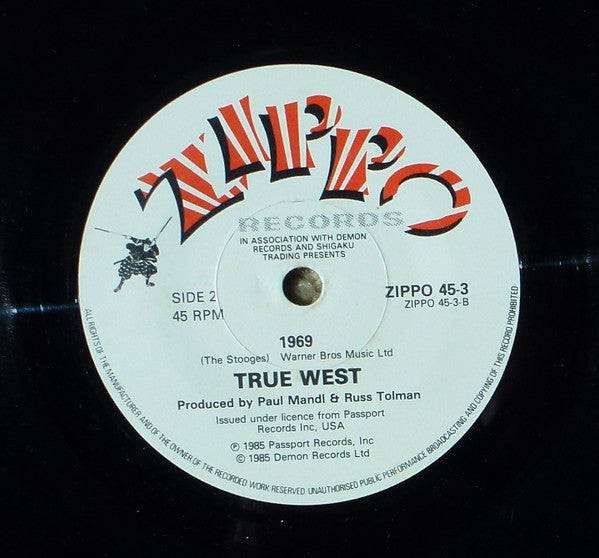 ZIPPO
RECORDS
IN ASSOCIATION WITH DEMON
RECORDS AND SHIGAKU
TRADING PRESENTS
SIDE 2
45 RPM
ZIPPO 45-3
ZIPPO 45-3-B
1969
(The Stooges) Warner Bros Music Ltd
TRUE WEST
Produced by Paul Mandl & Russ Tolman
Issued under licence from Passport
Records Inc, USA
℗ 1985 Passport Records, Inc
© 1985 Demon Records Ltd
ALL RIGHTS OF THE MANUFACTURER AND OF THE OWNER OF THE RECORDED WORK RESERVED. UNAUTHORISED PUBLIC PERFORMANCE BROADCASTING AND COPYING OF THIS RECORD PROHIBITED